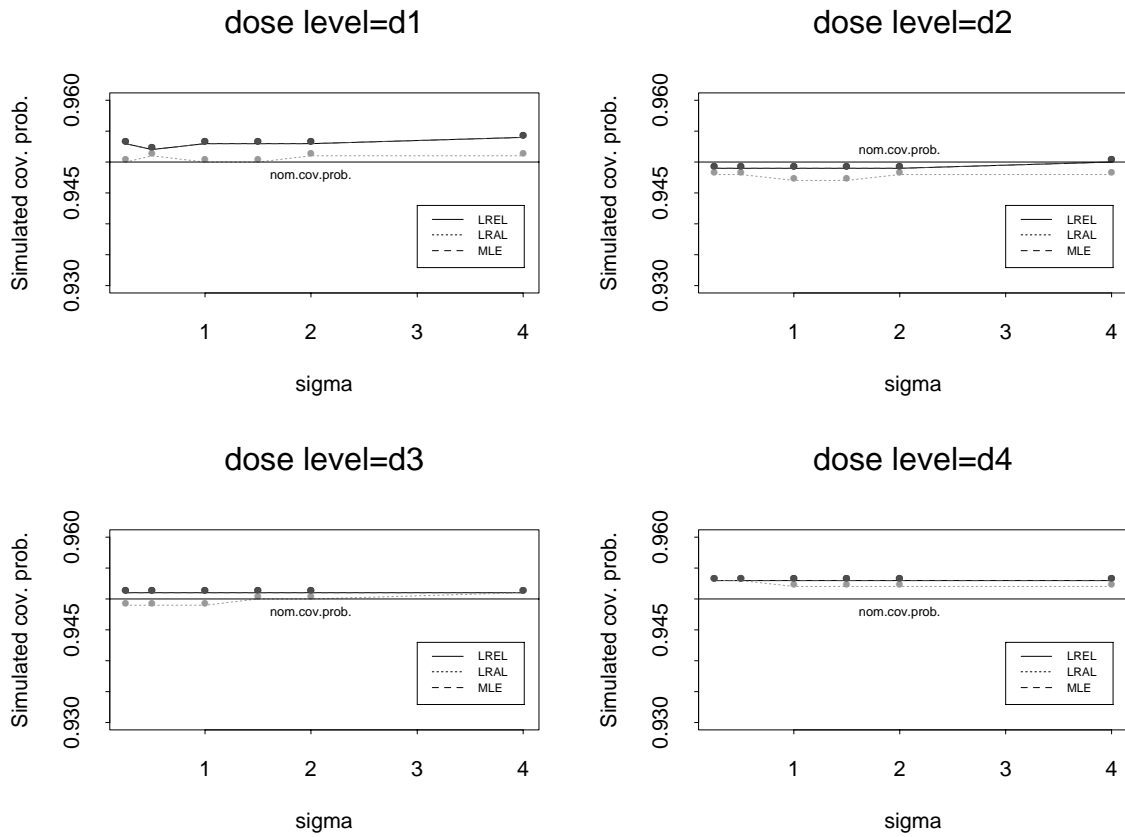 dose level=d1
Simulated cov. prob.
0.960
0.945
0.930
nom.cov.prob.
LREL
LRAL
MLE
1 2 3 4
sigma
dose level=d2
Simulated cov. prob.
0.960
0.945
0.930
nom.cov.prob.
LREL
LRAL
MLE
1 2 3 4
sigma
dose level=d3
Simulated cov. prob.
0.960
0.945
0.930
nom.cov.prob.
LREL
LRAL
MLE
1 2 3 4
sigma
dose level=d4
Simulated cov. prob.
0.960
0.945
0.930
nom.cov.prob.
LREL
LRAL
MLE
1 2 3 4
sigma